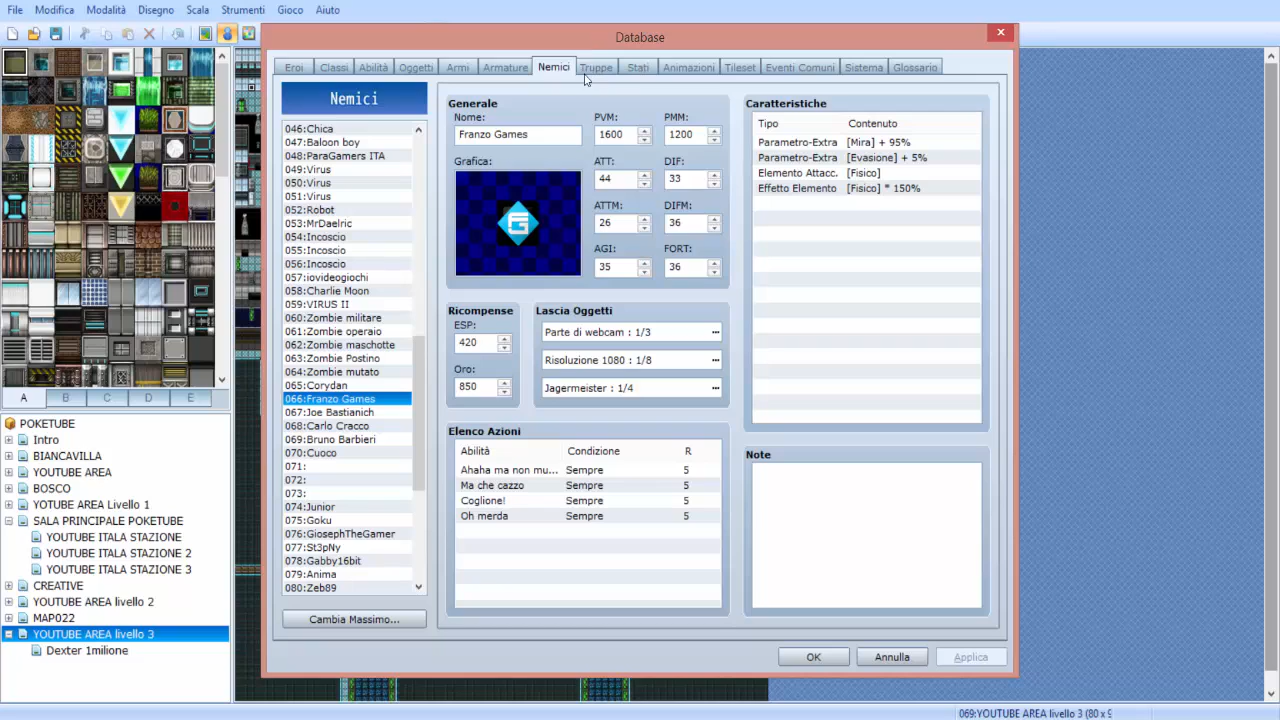 File Modifica Modalità Disegno Scala Strumenti Gioco Aiuto
Database
Eroi Classi Abilità Oggetti Armi Armature Nemici Truppe Stati Animazioni Tileset Eventi Comuni Sistema Glossario
Nemici
046:Chica
047:Baloon boy
048:ParaGamers ITA
049:Virus
050:Virus
051:Virus
052:Robot
053:MrDaelric
054:Incoscio
055:Incoscio
056:Incoscio
057:iovideogiochi
058:Charlie Moon
059:VIRUS II
060:Zombie militare
061:Zombie operaio
062:Zombie maschotte
063:Zombie Postino
064:Zombie mutato
065:Corydan
066:Franzo Games
067:Joe Bastianich
068:Carlo Cracco
069:Bruno Barbieri
070:Cuoco
071:
072:
073:
074:Junior
075:Goku
076:GiosephTheGamer
077:St3pNy
078:Gabby16bit
079:Anima
080:Zeb89
Cambia Massimo...
Generale
Nome: PVM: PMM:
Franzo Games 1600 1200
Grafica: ATT: DIF:
44 33
G
ATTM: DIFM:
26 36
AGI: FORT:
35 36
Ricompense
ESP:
420
Oro:
850
Lascia Oggetti
Parte di webcam : 1/3
Risoluzione 1080 : 1/8
Jagermeister : 1/4
Elenco Azioni
Abilità Condizione R
Ahaha ma non mu... Sempre 5
Ma che cazzo Sempre 5
Coglione! Sempre 5
Oh merda Sempre 5
Caratteristiche
Tipo Contenuto
Parametro-Extra [Mira] + 95%
Parametro-Extra [Evasione] + 5%
Elemento Attacc. [Fisico]
Effetto Elemento [Fisico] * 150%
Note
OK Annulla Applica
A B C D E
POKETUBE
Intro
BIANCAVILLA
YOUTUBE AREA
BOSCO
YOTUBE AREA Livello 1
SALA PRINCIPALE POKETUBE
YOUTUBE ITALA STAZIONE
YOUTUBE ITALA STAZIONE 2
YOUTUBE ITALA STAZIONE 3
CREATIVE
YOUTUBE AREA livello 2
MAP022
YOUTUBE AREA livello 3
Dexter 1milione
069:YOUTUBE AREA livello 3 (80 x 9